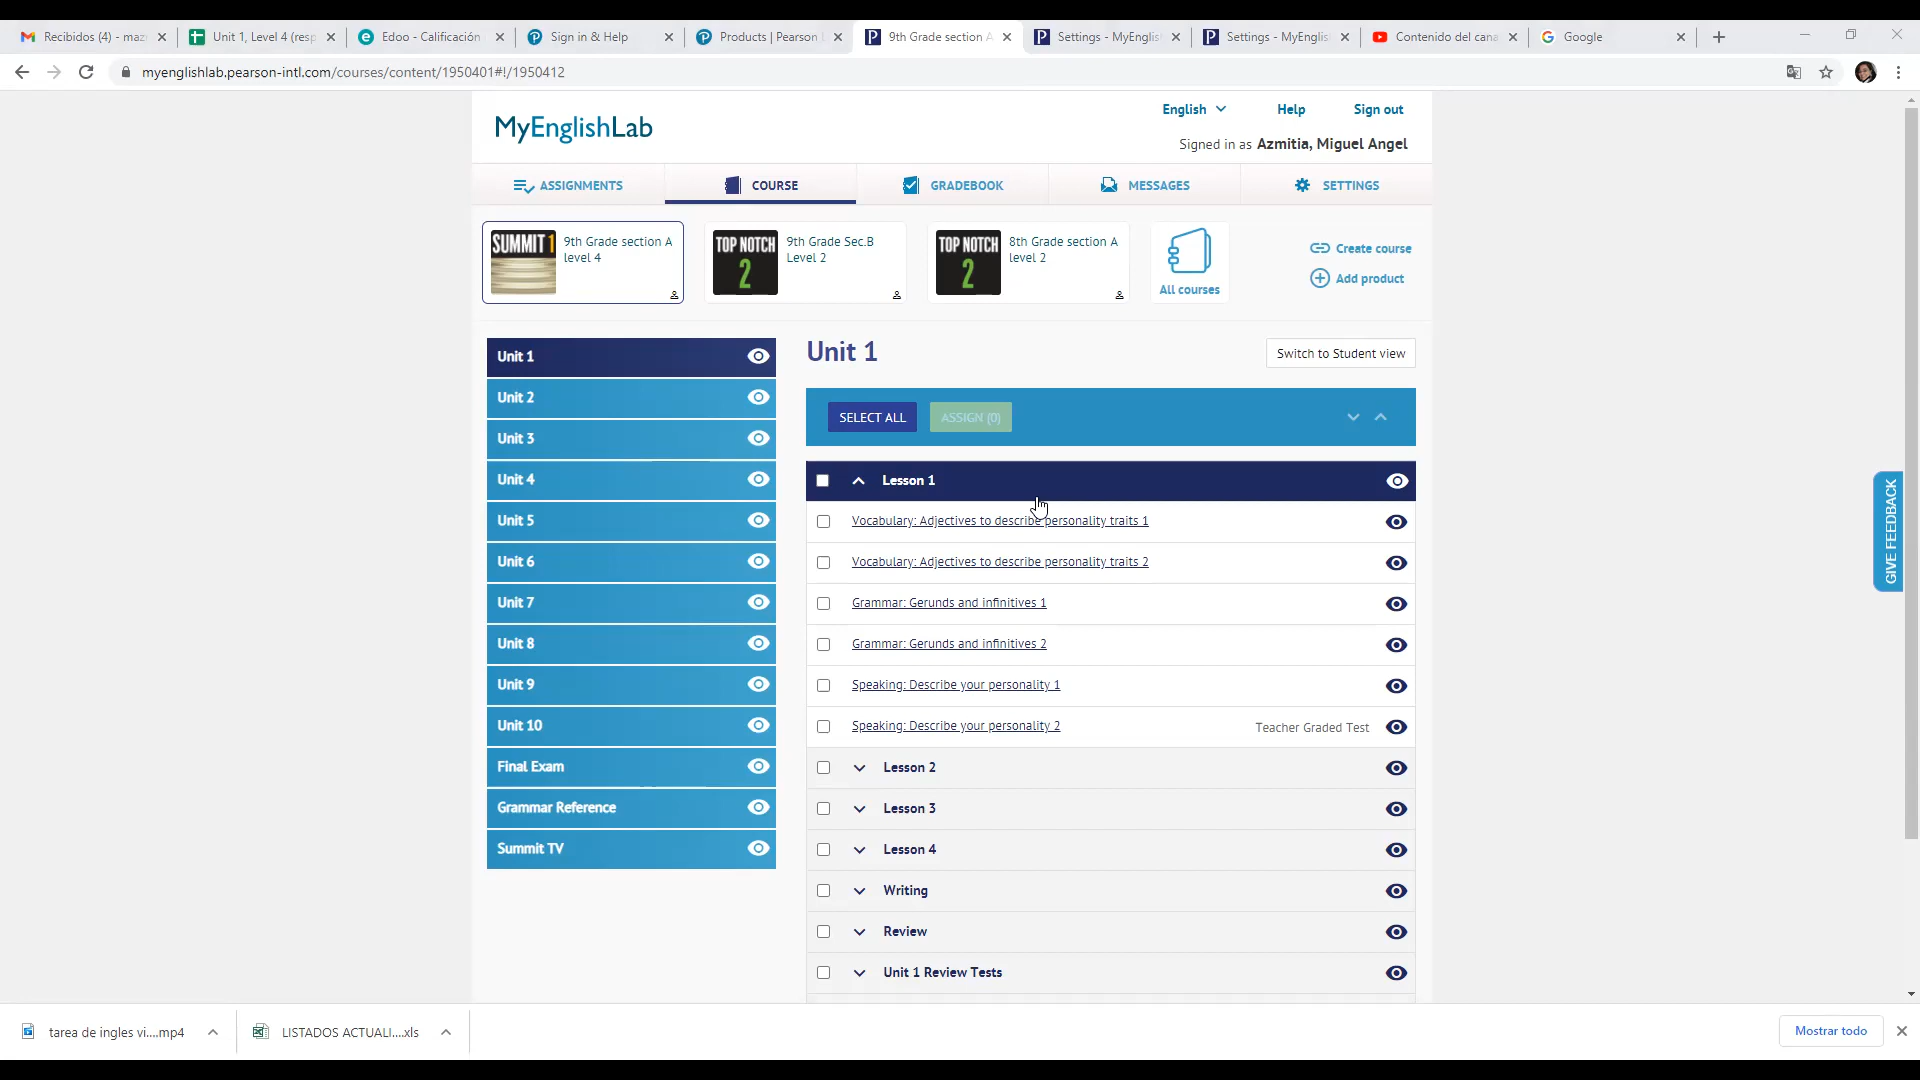 Recibidos (4) - maz
Unit 1, Level 4 (resp
Edoo - Calificación
Sign in & Help
Products | Pearson
9th Grade section A
Settings - MyEnglis
Settings - MyEnglis
Contenido del cana
Google
myenglishlab.pearson-intl.com/courses/content/1950401#!/1950412
MyEnglishLab
English
Help
Sign out
Signed in as Azmitia, Miguel Angel
ASSIGNMENTS
COURSE
GRADEBOOK
MESSAGES
SETTINGS
SUMMIT 1
9th Grade section A
level 4
TOP NOTCH
2
9th Grade Sec.B
Level 2
TOP NOTCH
2
8th Grade section A
level 2
All courses
Create course
Add product
Unit 1
Unit 2
Unit 3
Unit 4
Unit 5
Unit 6
Unit 7
Unit 8
Unit 9
Unit 10
Final Exam
Grammar Reference
Summit TV
Unit 1
Switch to Student view
SELECT ALL
ASSIGN (0)
Lesson 1
Vocabulary: Adjectives to describe personality traits 1
Vocabulary: Adjectives to describe personality traits 2
Grammar: Gerunds and infinitives 1
Grammar: Gerunds and infinitives 2
Speaking: Describe your personality 1
Speaking: Describe your personality 2
Teacher Graded Test
Lesson 2
Lesson 3
Lesson 4
Writing
Review
Unit 1 Review Tests
GIVE FEEDBACK
tarea de ingles vi....mp4
LISTADOS ACTUALI....xls
Mostrar todo